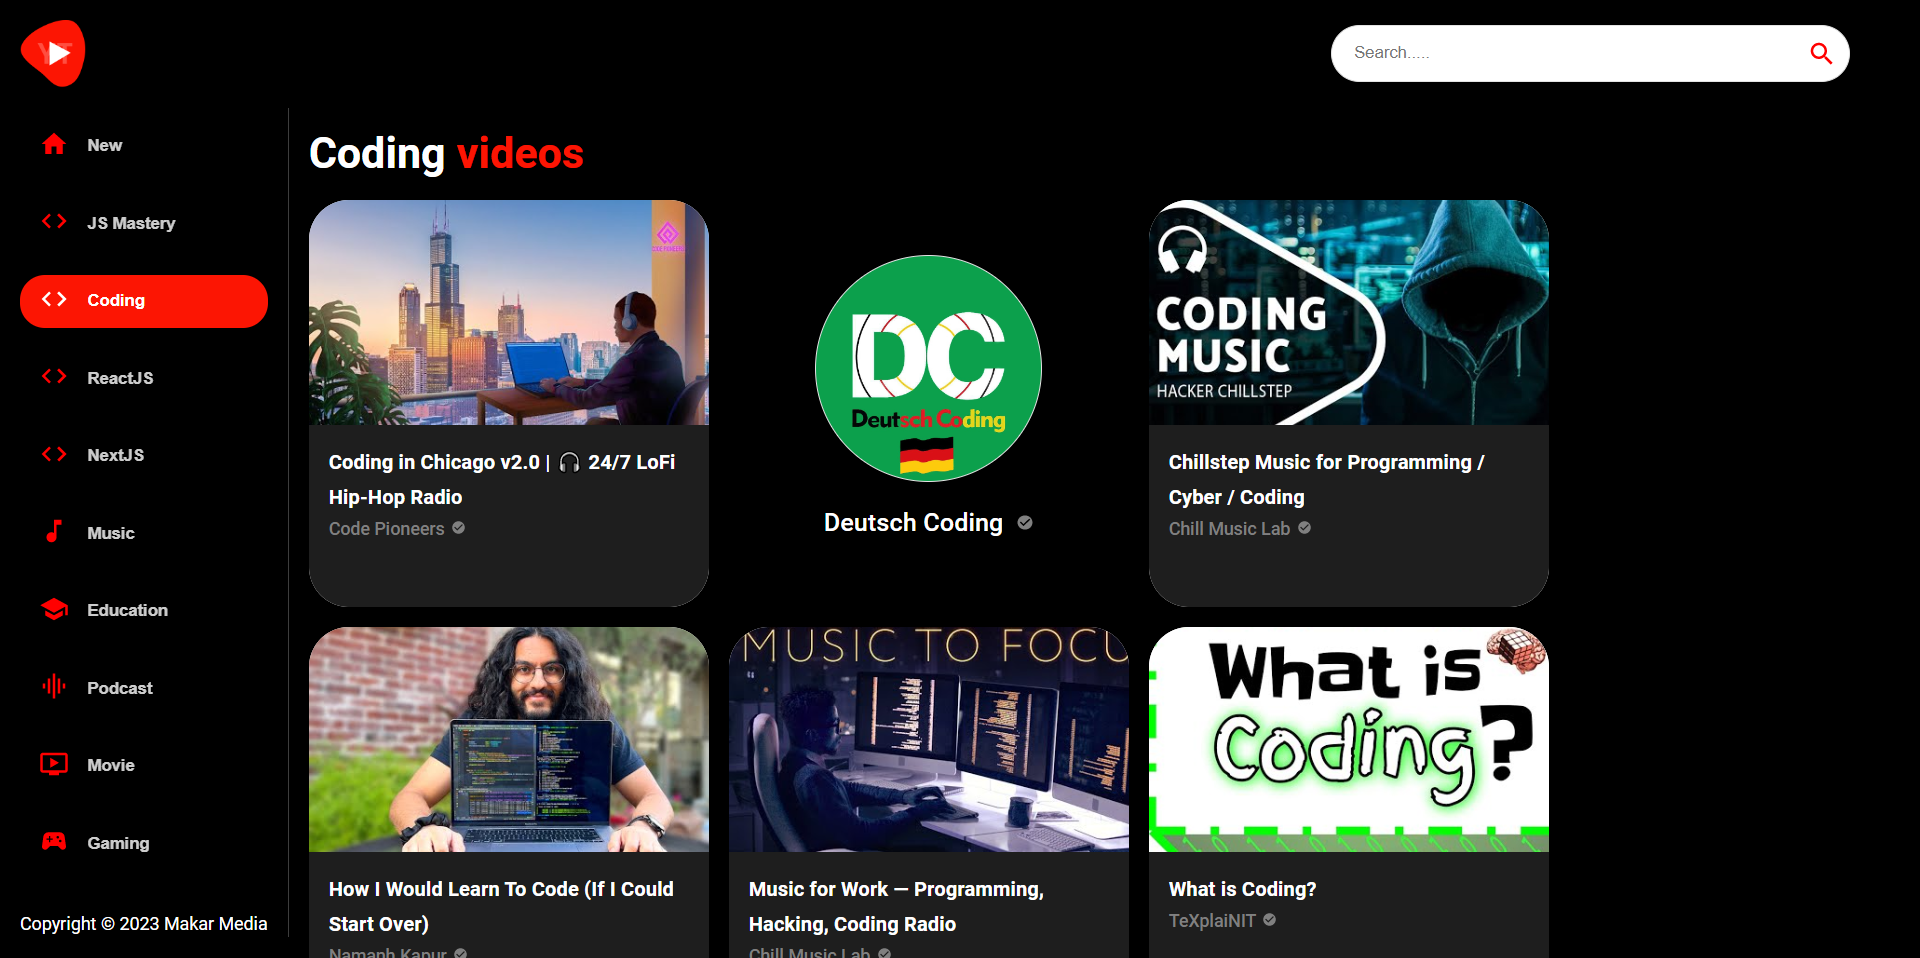 YT
Search.....
New
JS Mastery
Coding
ReactJS
NextJS
Music
Education
Podcast
Movie
Gaming
Copyright © 2023 Makar Media
Coding videos
Coding in Chicago v2.0 | 🎧 24/7 LoFi
Hip-Hop Radio
Code Pioneers
DC
Deutsch Coding
Deutsch Coding
CODING
MUSIC
HACKER CHILLSTEP
Chillstep Music for Programming /
Cyber / Coding
Chill Music Lab
How I Would Learn To Code (If I Could
Start Over)
Namanh Kapur
MUSIC TO FOCU
Music for Work — Programming,
Hacking, Coding Radio
Chill Music Lab
What is
Coding?
What is Coding?
TeXplaiNIT